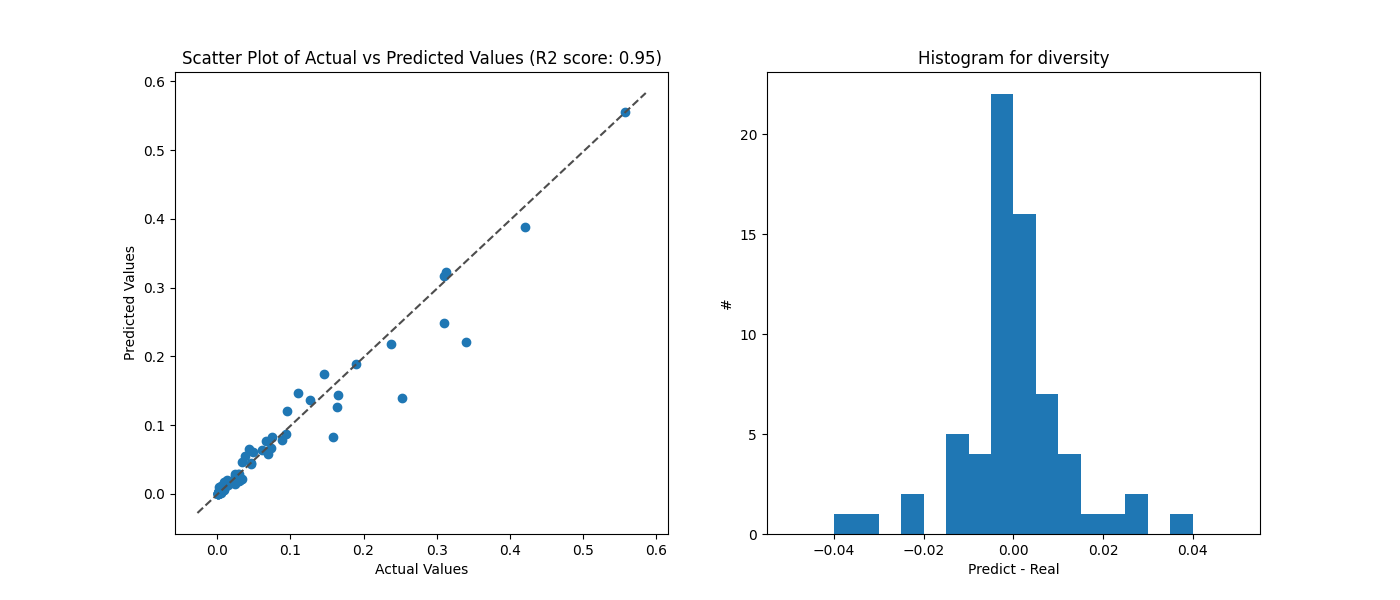 Scatter Plot of Actual vs Predicted Values (R2 score: 0.95)
0.6
0.5
0.4
0.3
0.2
0.1
0.0
Predicted Values
0.0 0.1 0.2 0.3 0.4 0.5 0.6
Actual Values
Histogram for diversity
20
15
10
5
0
#
−0.04 −0.02 0.00 0.02 0.04
Predict - Real